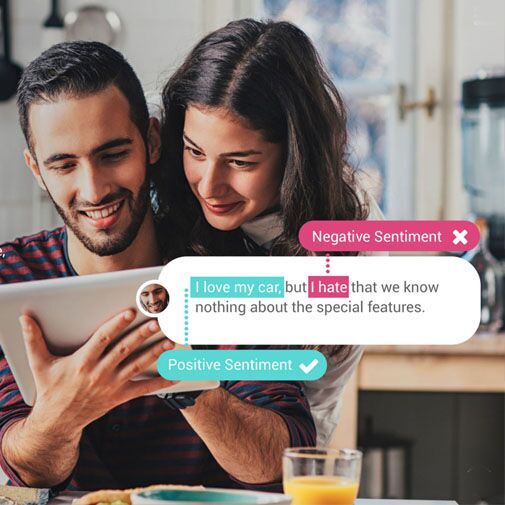 Negative Sentiment
I love my car, but I hate that we know
nothing about the special features.
Positive Sentiment